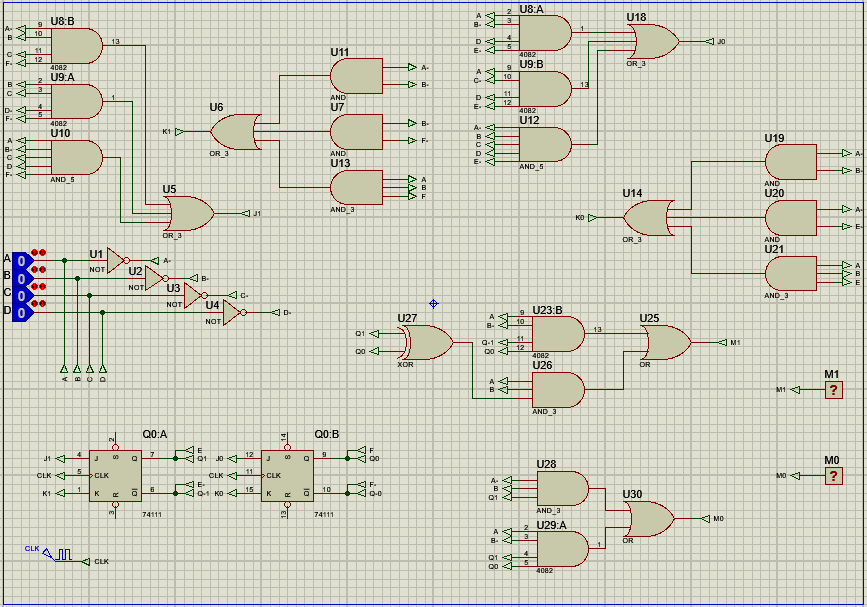 U8:B
A-
B
C
F-
9
10
11
12
13
4082
U9:A
B
C
D-
F-
2
3
4
5
1
4082
U10
A
B-
C
D
F-
AND_5
U5
OR_3
J1
U11
A-
B-
AND
U6
K1
OR_3
U7
B-
F-
AND
U13
A
B
F
AND_3
U8:A
A
B-
D
E-
2
3
4
5
1
4082
U18
J0
OR_3
U9:B
A
C-
D
E-
9
10
11
12
13
4082
U12
A-
B
C
D
E-
AND_5
U19
A-
B-
AND
U14
K0
OR_3
U20
A-
E-
AND
U21
A
B
E
AND_3
A 0
B 0
C 0
D 0
U1
NOT
A-
U2
NOT
B-
U3
NOT
C-
U4
NOT
D-
A B C D
U27
Q1
Q0
XOR
U23:B
A
B-
Q-1
Q0
9
10
11
12
13
4082
U25
M1
OR
U26
A
B
AND_3
M1
M1
?
M0
M0
?
Q0:A
J1 4 J S Q 7 E Q1
CLK 5 CLK
K1 1 K R Q 6 E- Q-1
2
3
74111
Q0:B
J0 12 J S Q 9 F Q0
CLK 11 CLK
K0 15 K R Q 10 F- Q-0
14
13
74111
CLK
CLK
U28
A-
B
Q1
AND_3
U30
M0
OR
U29:A
A
B-
Q1
Q0
2
3
4
5
1
4082